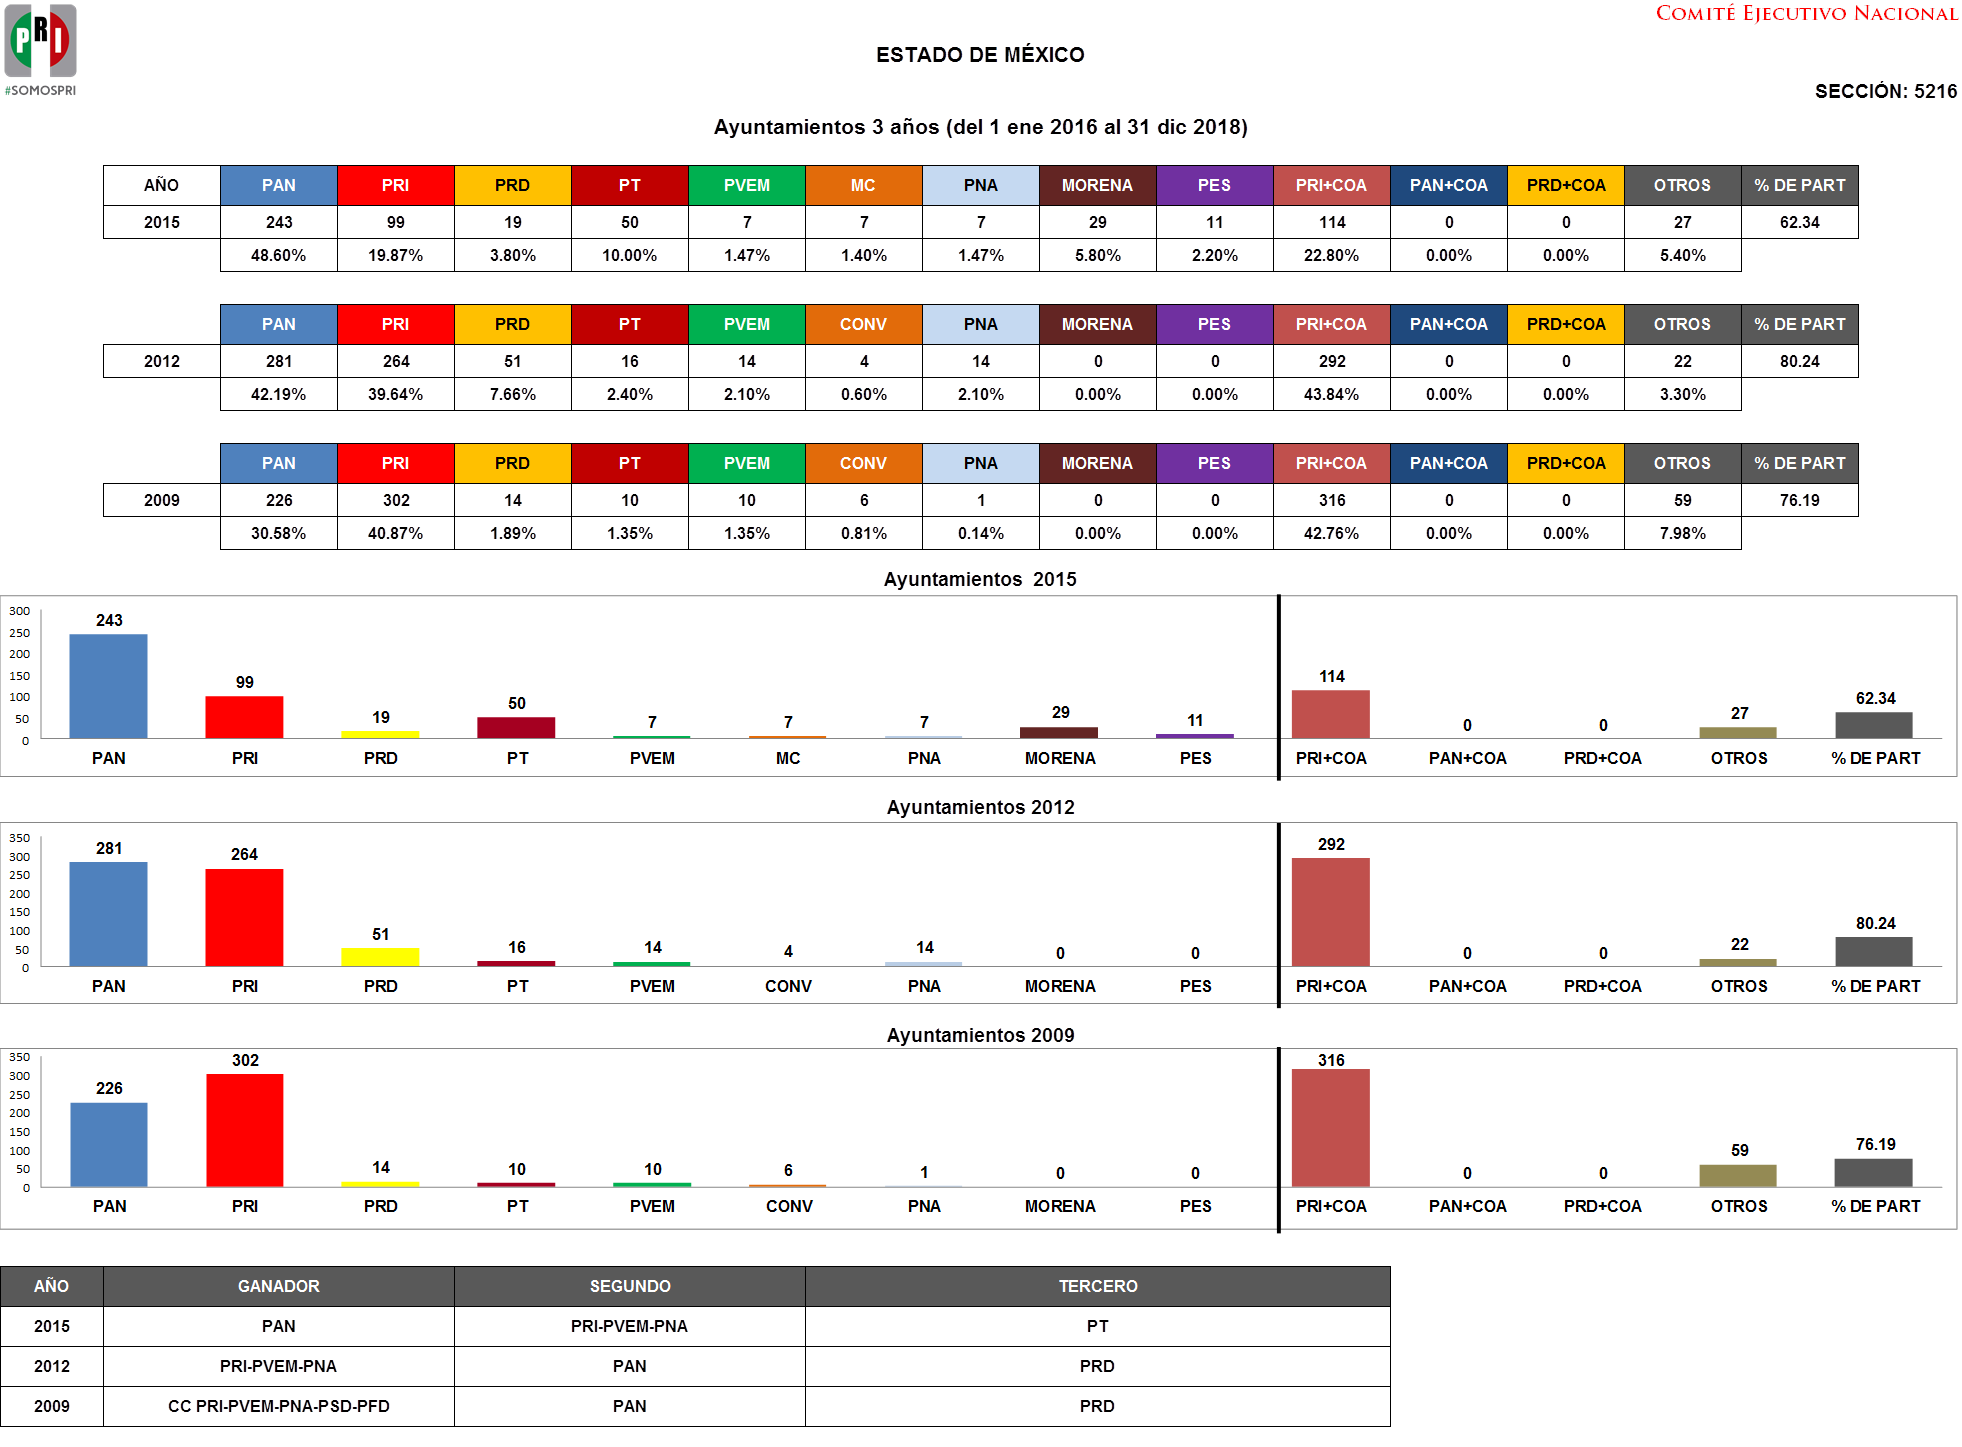 PRI
#SOMOSPRI
COMITÉ EJECUTIVO NACIONAL
ESTADO DE MÉXICO
SECCIÓN: 5216
Ayuntamientos 3 años (del 1 ene 2016 al 31 dic 2018)
AÑO PAN PRI PRD PT PVEM MC PNA MORENA PES PRI+COA PAN+COA PRD+COA OTROS % DE PART
2015 243 99 19 50 7 7 7 29 11 114 0 0 27 62.34
48.60% 19.87% 3.80% 10.00% 1.47% 1.40% 1.47% 5.80% 2.20% 22.80% 0.00% 0.00% 5.40%
PAN PRI PRD PT PVEM CONV PNA MORENA PES PRI+COA PAN+COA PRD+COA OTROS % DE PART
2012 281 264 51 16 14 4 14 0 0 292 0 0 22 80.24
42.19% 39.64% 7.66% 2.40% 2.10% 0.60% 2.10% 0.00% 0.00% 43.84% 0.00% 0.00% 3.30%
PAN PRI PRD PT PVEM CONV PNA MORENA PES PRI+COA PAN+COA PRD+COA OTROS % DE PART
2009 226 302 14 10 10 6 1 0 0 316 0 0 59 76.19
30.58% 40.87% 1.89% 1.35% 1.35% 0.81% 0.14% 0.00% 0.00% 42.76% 0.00% 0.00% 7.98%
Ayuntamientos 2015
300
250
200
150
100
50
0
243 99 19 50 7 7 7 29 11 114 0 0 27 62.34
PAN PRI PRD PT PVEM MC PNA MORENA PES PRI+COA PAN+COA PRD+COA OTROS % DE PART
Ayuntamientos 2012
350
300
250
200
150
100
50
0
281 264 51 16 14 4 14 0 0 292 0 0 22 80.24
PAN PRI PRD PT PVEM CONV PNA MORENA PES PRI+COA PAN+COA PRD+COA OTROS % DE PART
Ayuntamientos 2009
350
300
250
200
150
100
50
0
226 302 14 10 10 6 1 0 0 316 0 0 59 76.19
PAN PRI PRD PT PVEM CONV PNA MORENA PES PRI+COA PAN+COA PRD+COA OTROS % DE PART
AÑO GANADOR SEGUNDO TERCERO
2015 PAN PRI-PVEM-PNA PT
2012 PRI-PVEM-PNA PAN PRD
2009 CC PRI-PVEM-PNA-PSD-PFD PAN PRD